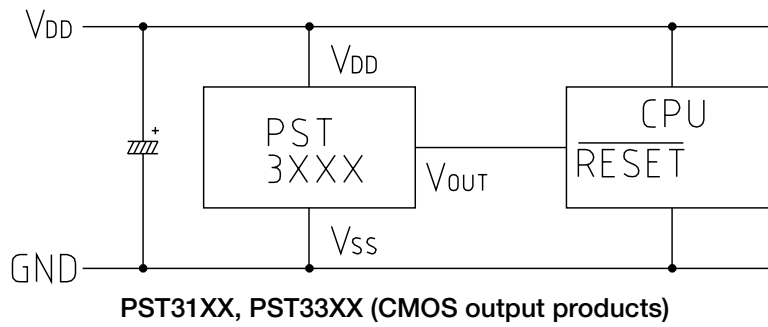 VDD
VDD
PST
3XXX
VOUT
CPU
RESET
VSS
GND
+
PST31XX, PST33XX (CMOS output products)